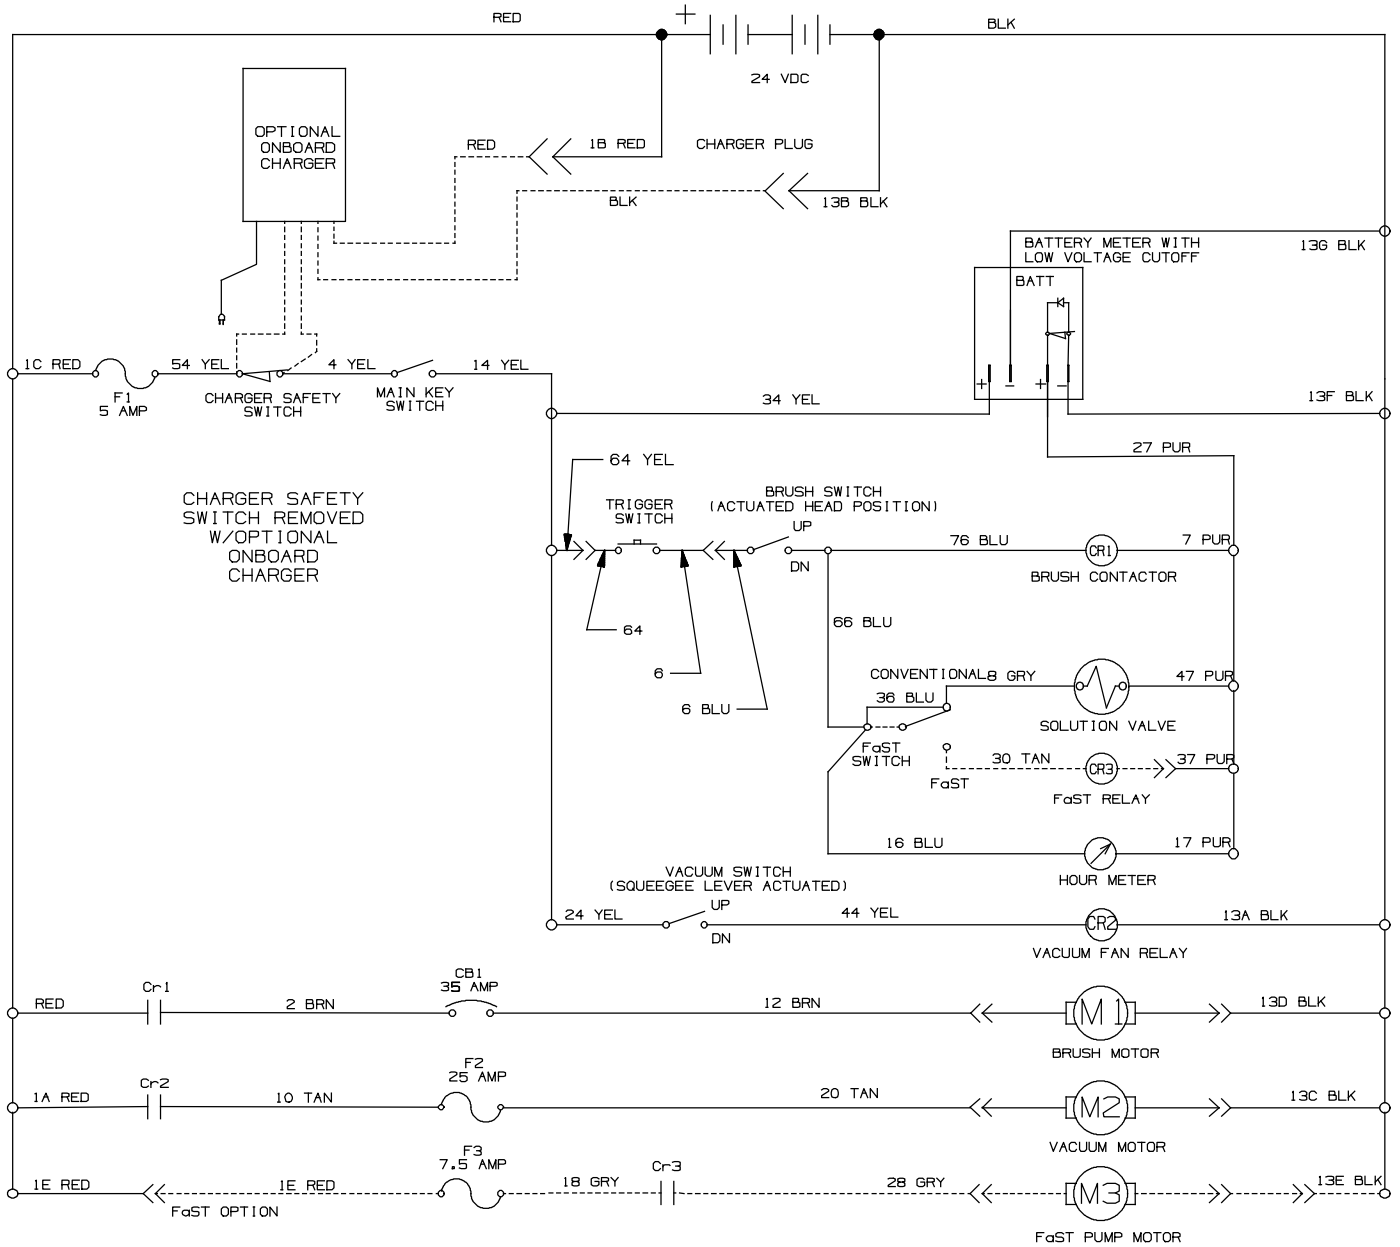 RED
+
BLK
24 VDC
OPTIONAL
ONBOARD
CHARGER
RED
1B RED
CHARGER PLUG
BLK
13B BLK
BATTERY METER WITH
LOW VOLTAGE CUTOFF
13G BLK
BATT
1C RED
54 YEL
4 YEL
14 YEL
+
-
+
-
F1
5 AMP
CHARGER SAFETY
SWITCH
MAIN KEY
SWITCH
34 YEL
13F BLK
27 PUR
64 YEL
CHARGER SAFETY
SWITCH REMOVED
W/OPTIONAL
ONBOARD
CHARGER
TRIGGER
SWITCH
BRUSH SWITCH
(ACTUATED HEAD POSITION)
UP
DN
76 BLU
CR1
7 PUR
BRUSH CONTACTOR
64
66 BLU
6
6 BLU
CONVENTIONAL
8 GRY
47 PUR
36 BLU
SOLUTION VALVE
FaST
SWITCH
30 TAN
CR3
37 PUR
FaST
FaST RELAY
16 BLU
17 PUR
HOUR METER
VACUUM SWITCH
(SQUEEGEE LEVER ACTUATED)
UP
24 YEL
DN
44 YEL
CR2
13A BLK
VACUUM FAN RELAY
RED
Cr1
2 BRN
CB1
35 AMP
12 BRN
M1
13D BLK
BRUSH MOTOR
1A RED
Cr2
10 TAN
F2
25 AMP
20 TAN
M2
13C BLK
VACUUM MOTOR
1E RED
1E RED
F3
7.5 AMP
18 GRY
Cr3
28 GRY
M3
13E BLK
FaST OPTION
FaST PUMP MOTOR